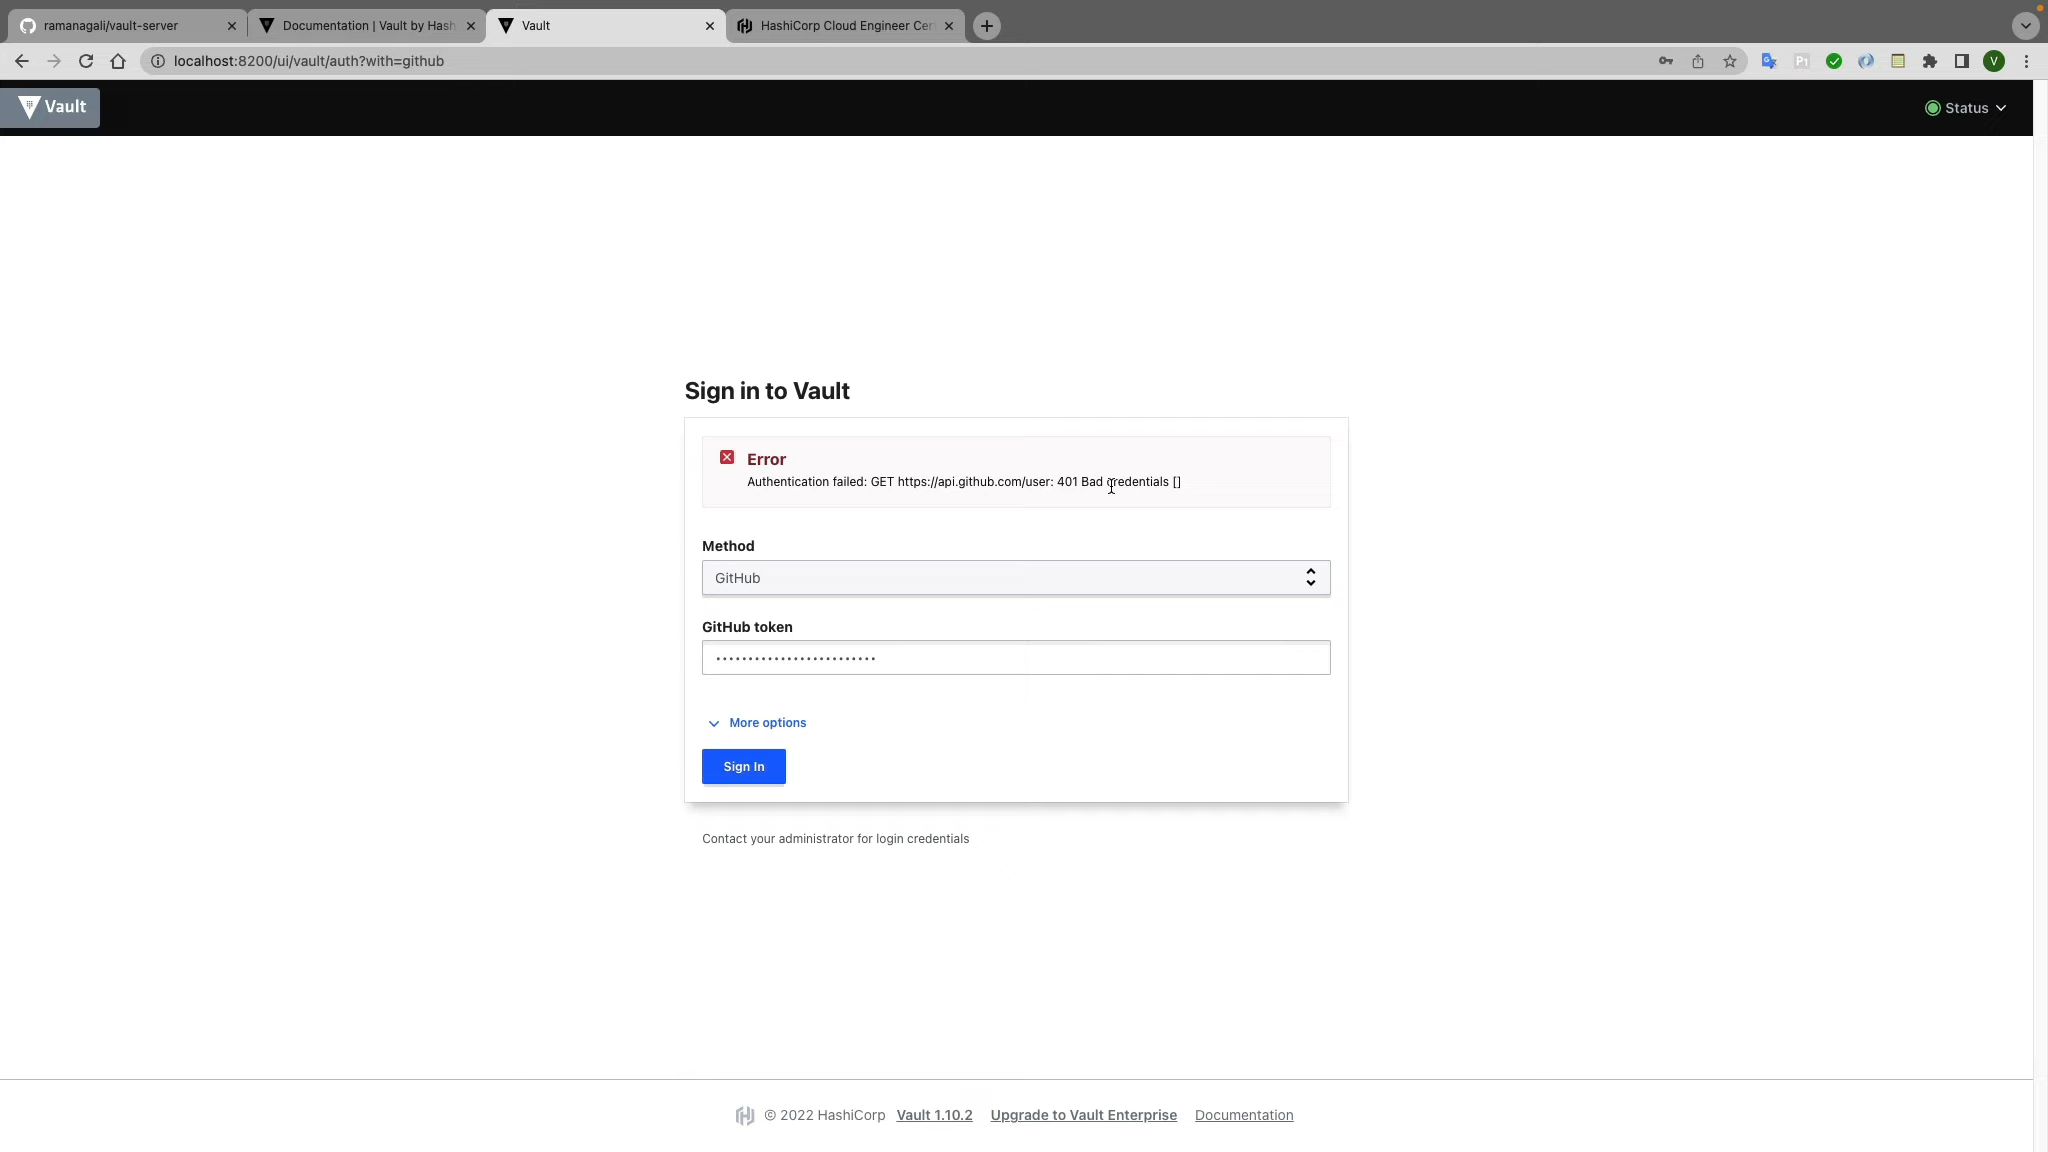 ramanagali/vault-server
Documentation | Vault by Hash
Vault
HashiCorp Cloud Engineer Cer
localhost:8200/ui/vault/auth?with=github
V
Vault
Status
Sign in to Vault
Error
Authentication failed: GET https://api.github.com/user: 401 Bad credentials []
Method
GitHub
GitHub token
•••••••••••••••••••••••••
More options
Sign In
Contact your administrator for login credentials
© 2022 HashiCorp Vault 1.10.2 Upgrade to Vault Enterprise Documentation